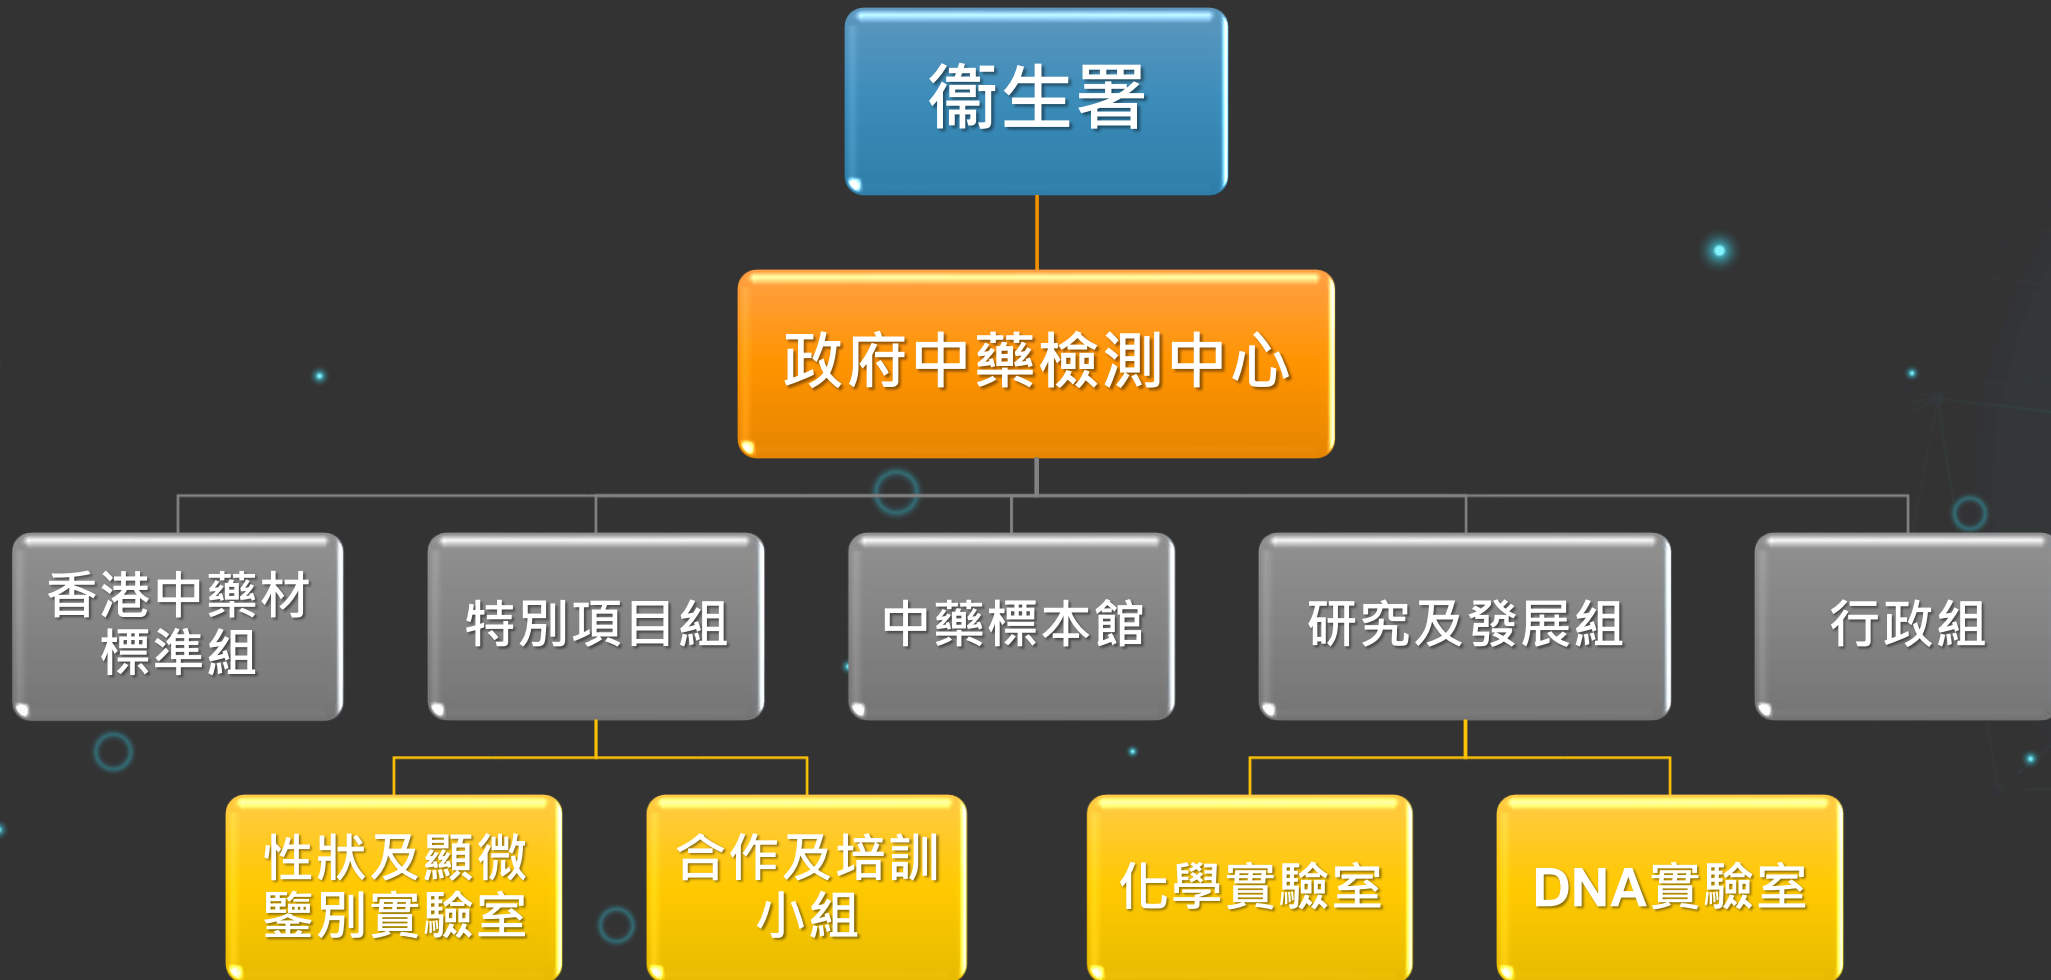 衞生署
政府中藥檢測中心
香港中藥材
標準組
特別項目組
中藥標本館
研究及發展組
行政組
性狀及顯微
鑒別實驗室
合作及培訓
小組
化學實驗室
DNA實驗室